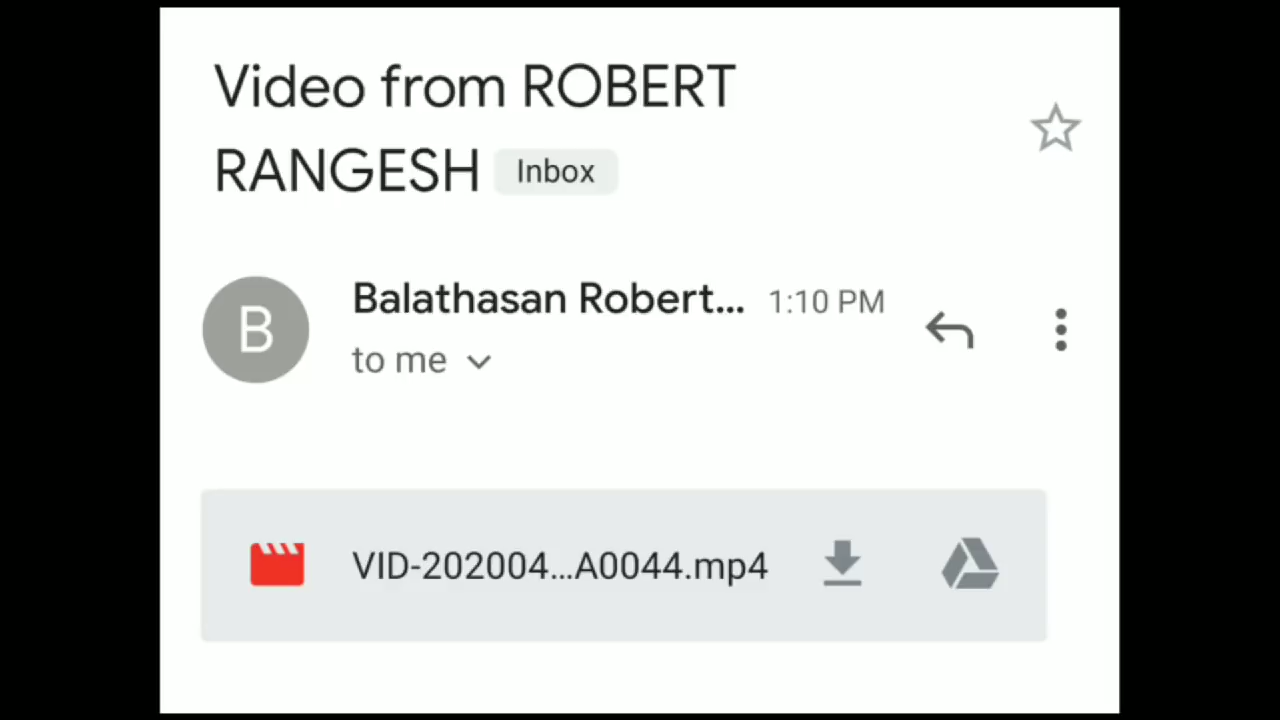 Video from ROBERT
RANGESH Inbox
B
Balathasan Robert... 1:10 PM
to me
VID-202004...A0044.mp4